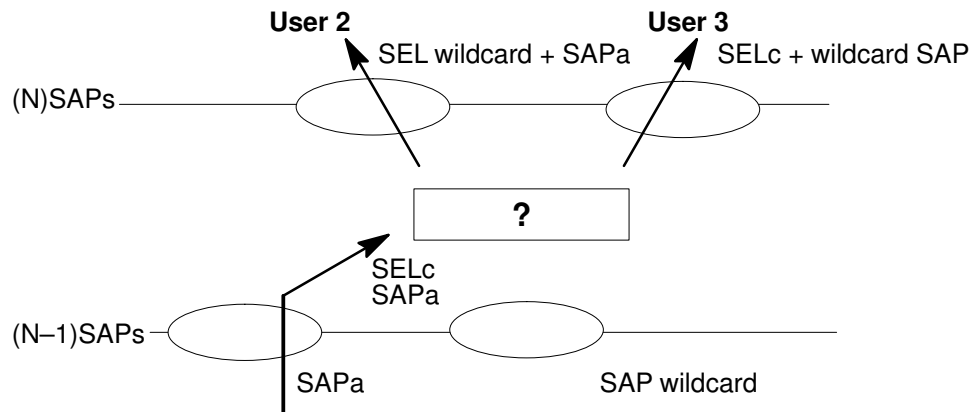 User 2
User 3
SEL wildcard + SAPa
SELc + wildcard SAP
(N)SAPs
?
SELc
SAPa
(N–1)SAPs
SAPa
SAP wildcard